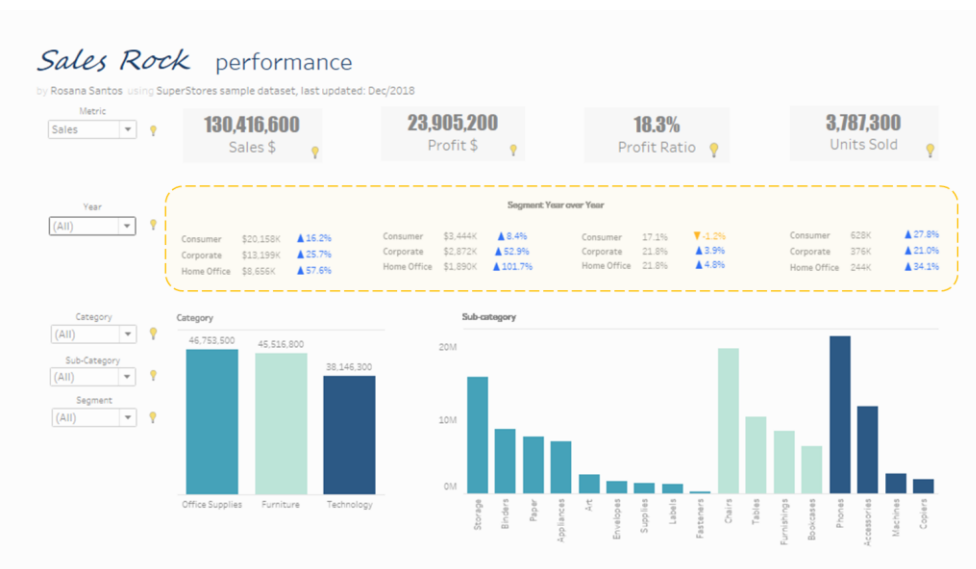 Sales Rock performance
by Rosana Santos using SuperStores sample dataset, last updated: Dec/2018
Metric
Sales
130,416,600
Sales $
23,905,200
Profit $
18.3%
Profit Ratio
3,787,300
Units Sold
Year
(All)
Segment Year over Year
Consumer $20,158K ▲16.2%
Corporate $13,199K ▲25.7%
Home Office $8,656K ▲57.6%
Consumer $3,444K ▲8.4%
Corporate $2,872K ▲52.9%
Home Office $1,890K ▲101.7%
Consumer 17.1% ▼-1.2%
Corporate 21.8% ▲3.9%
Home Office 21.8% ▲4.8%
Consumer 628K ▲27.8%
Corporate 376K ▲21.0%
Home Office 244K ▲34.1%
Category
(All)
Sub-Category
(All)
Segment
(All)
Category
46,753,500
45,516,800
38,146,300
Office Supplies
Furniture
Technology
Sub-category
20M
10M
0M
Storage
Binders
Paper
Appliances
Art
Envelopes
Supplies
Labels
Fasteners
Chairs
Tables
Furnishings
Bookcases
Phones
Accessories
Machines
Copiers